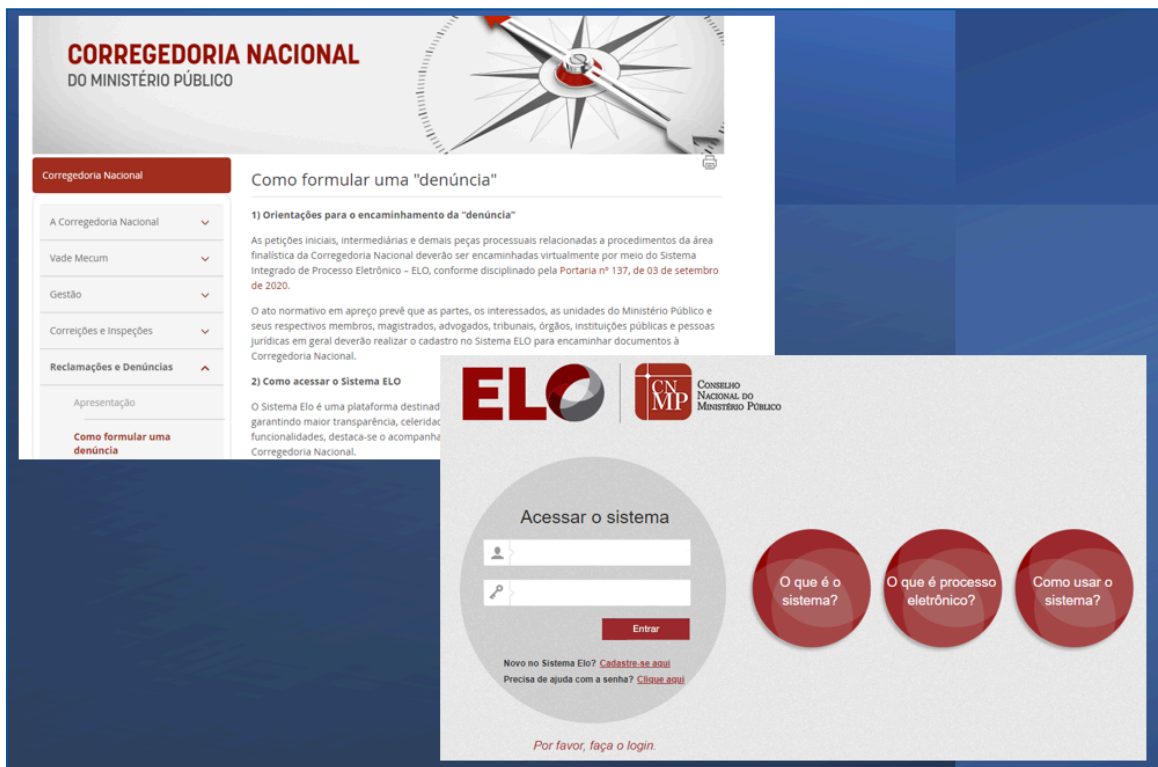 CORREGEDORIA NACIONAL
DO MINISTÉRIO PÚBLICO
Corregedoria Nacional
A Corregedoria Nacional
Vade Mecum
Gestão
Correições e Inspeções
Reclamações e Denúncias
Apresentação
Como formular uma
denúncia
Como formular uma "denúncia"
1) Orientações para o encaminhamento da “denúncia”
As petições iniciais, intermediárias e demais peças processuais relacionadas a procedimentos da área
finalística da Corregedoria Nacional deverão ser encaminhadas virtualmente por meio do Sistema
Integrado de Processo Eletrônico – ELO, conforme disciplinado pela Portaria nº 137, de 03 de setembro
de 2020.
O ato normativo em apreço prevê que as partes, os interessados, as unidades do Ministério Público e
seus respectivos membros, magistrados, advogados, tribunais, órgãos, instituições públicas e pessoas
jurídicas em geral deverão realizar o cadastro no Sistema ELO para encaminhar documentos à
Corregedoria Nacional.
2) Como acessar o Sistema ELO
O Sistema Elo é uma plataforma destinad
garantindo maior transparência, celeridad
funcionalidades, destaca-se o acompanha
Corregedoria Nacional.
ELO
CN
MP
CONSELHO
NACIONAL DO
MINISTÉRIO PÚBLICO
Acessar o sistema
Entrar
Novo no Sistema Elo? Cadastre-se aqui
Precisa de ajuda com a senha? Clique aqui
Por favor, faça o login.
O que é o
sistema?
O que é processo
eletrônico?
Como usar o
sistema?